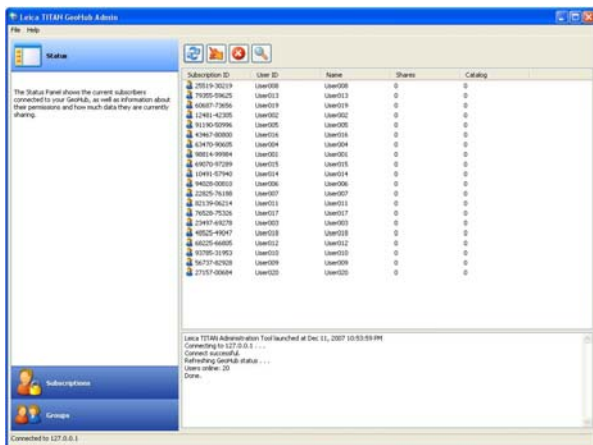 Leica TITAN GeoHub Admin
File Help
Status
The Status Panel shows the current subscribers
connected to your GeoHub, as well as information about
their permissions and how much data they are currently
sharing.
Subscription ID User ID Name Shares Catalog
25519-30219 User008 User008 0 0
79355-59625 User013 User013 0 0
60687-73656 User019 User019 0 0
12481-42305 User002 User002 0 0
91190-50996 User005 User005 0 0
43467-80800 User016 User016 0 0
63470-90605 User004 User004 0 0
98814-99984 User001 User001 0 0
69070-97289 User015 User015 0 0
10491-57940 User014 User014 0 0
94028-00810 User006 User006 0 0
22825-76188 User007 User007 0 0
82139-06214 User011 User011 0 0
76528-75326 User017 User017 0 0
23497-69278 User003 User003 0 0
48525-49047 User018 User018 0 0
68225-66805 User012 User012 0 0
93785-31953 User010 User010 0 0
56737-82928 User009 User009 0 0
27157-00684 User020 User020 0 0
Leica TITAN Administration Tool launched at Dec 11, 2007 10:53:59 PM
Connecting to 127.0.0.1 . . .
Connect successful.
Refreshing GeoHub status . . .
Users online: 20
Done.
Subscriptions
Groups
Connected to 127.0.0.1